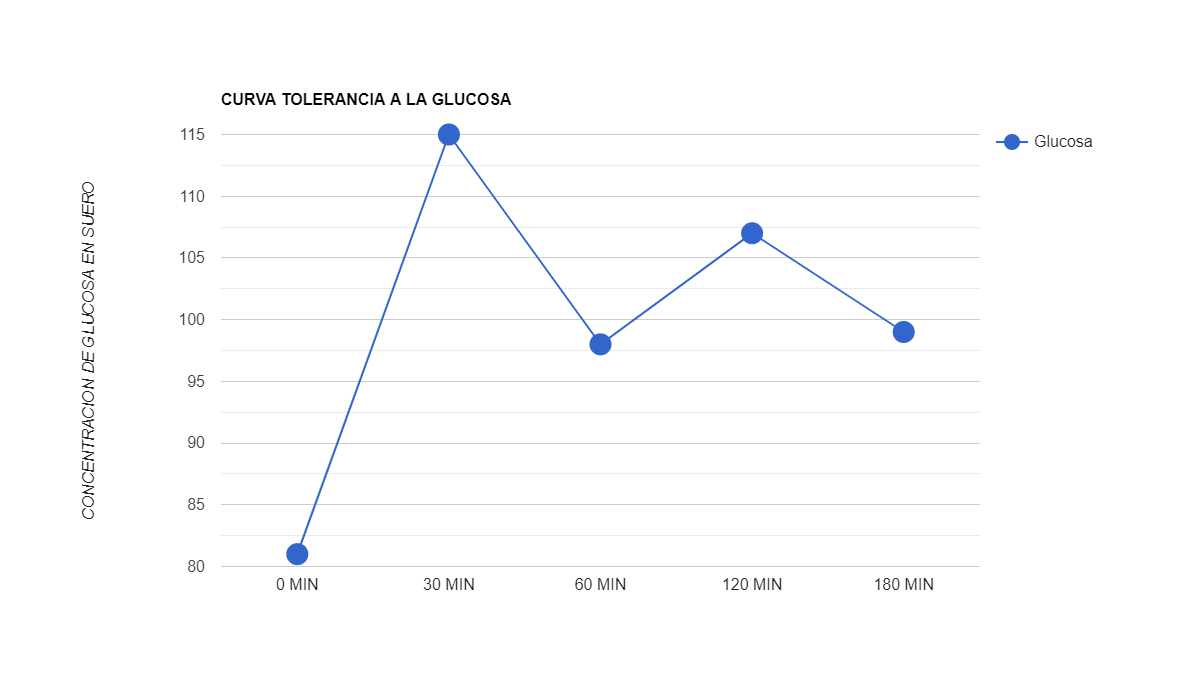 CURVA TOLERANCIA A LA GLUCOSA
CONCENTRACION DE GLUCOSA EN SUERO
115
110
105
100
95
90
85
80
0 MIN
30 MIN
60 MIN
120 MIN
180 MIN
Glucosa